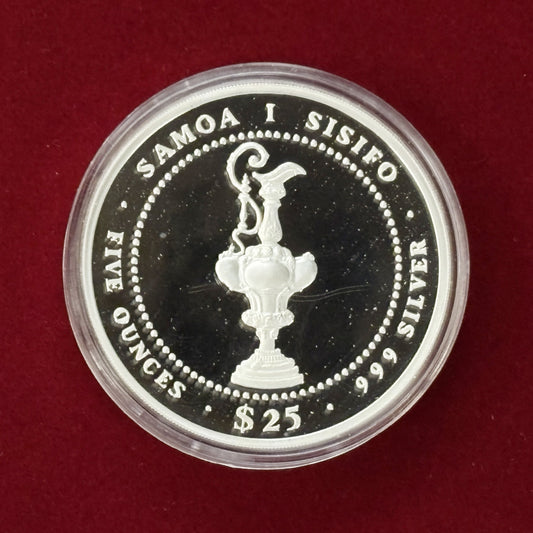 SAMOA I SISIFO
FIVE OUNCES · $25 · 999 SILVER